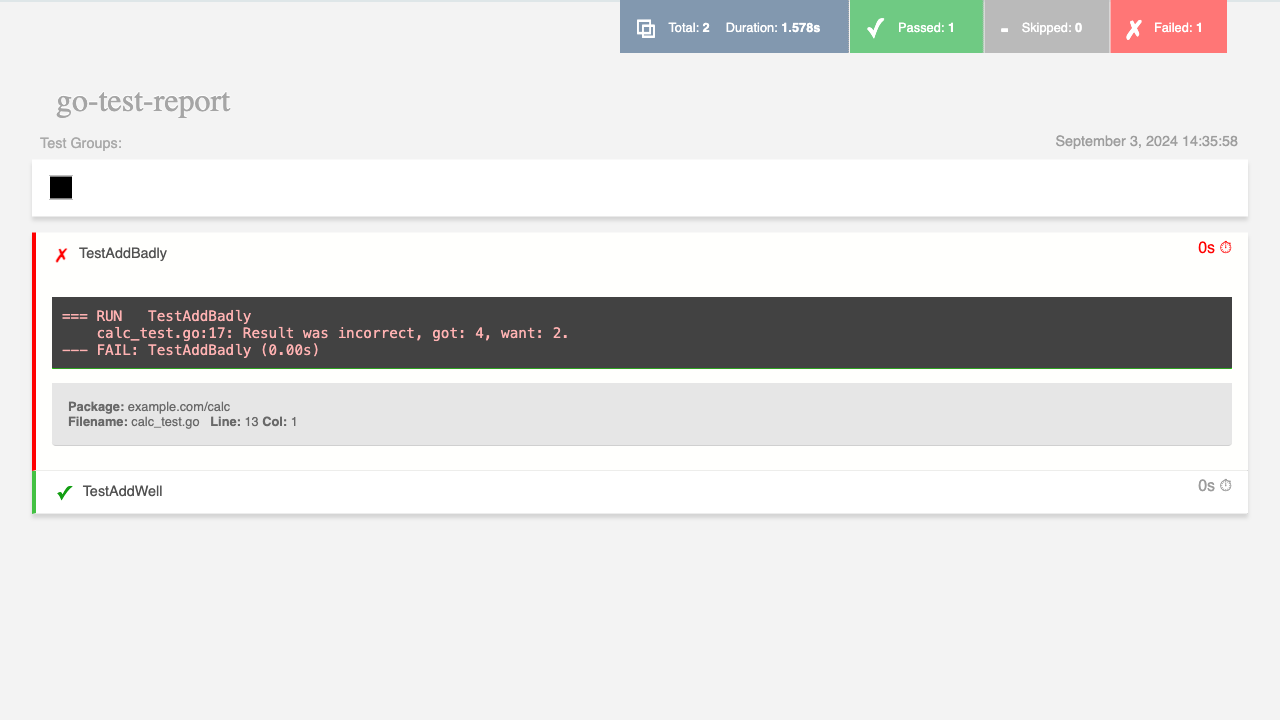 Total: 2 Duration: 1.578s Passed: 1 Skipped: 0 Failed: 1
go-test-report
Test Groups: September 3, 2024 14:35:58
TestAddBadly 0s
=== RUN   TestAddBadly
    calc_test.go:17: Result was incorrect, got: 4, want: 2.
--- FAIL: TestAddBadly (0.00s)
Package: example.com/calc
Filename: calc_test.go Line: 13 Col: 1
TestAddWell 0s